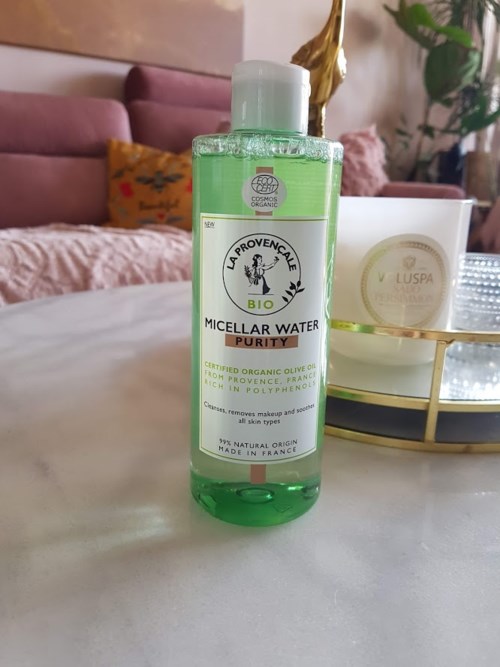 ECO
CERT
COSMOS
ORGANIC
NEW
LA PROVENÇALE
BIO
MICELLAR WATER
PURITY
CERTIFIED ORGANIC OLIVE OIL
FROM PROVENCE, FRANCE
RICH IN POLYPHENOLS
Cleanses, removes makeup and soothes
all skin types
99% NATURAL ORIGIN
MADE IN FRANCE
VOLUSPA
Beautiful